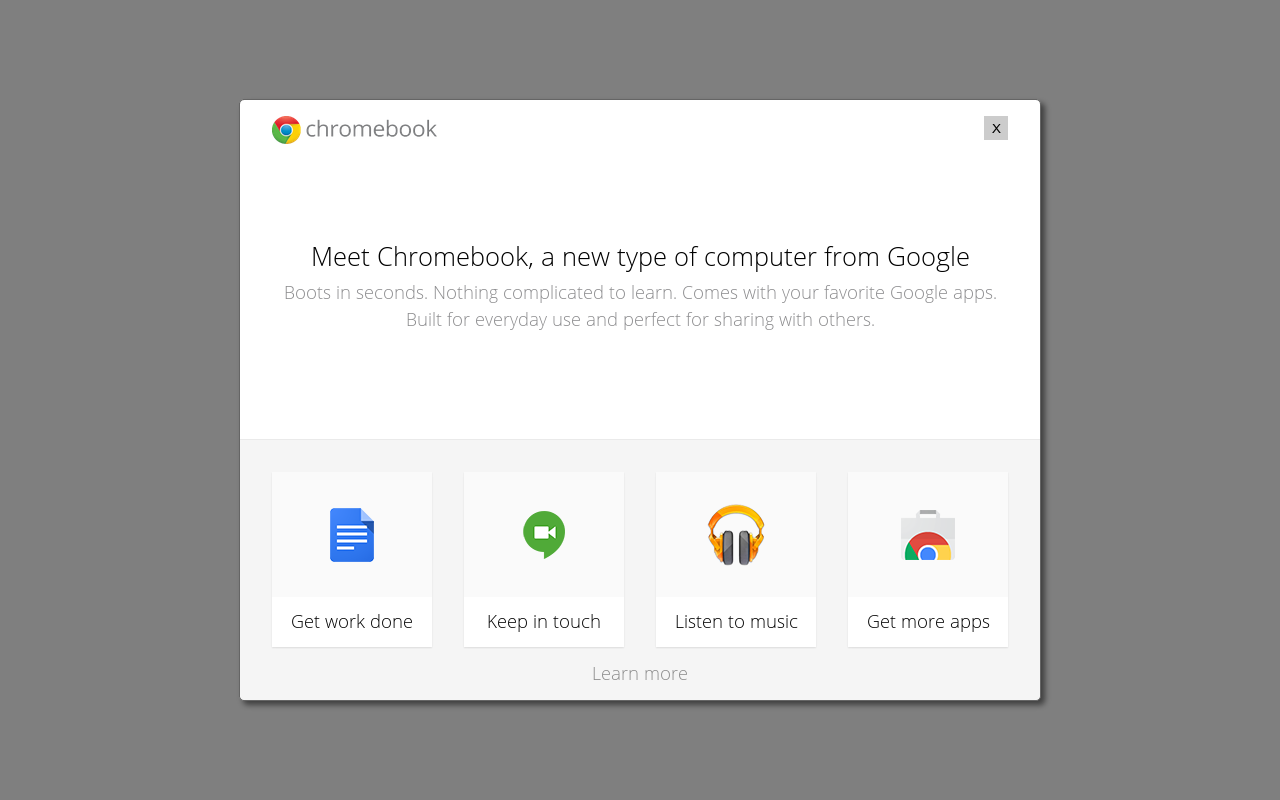 chromebook
x
Meet Chromebook, a new type of computer from Google
Boots in seconds. Nothing complicated to learn. Comes with your favorite Google apps.
Built for everyday use and perfect for sharing with others.
Get work done
Keep in touch
Listen to music
Get more apps
Learn more